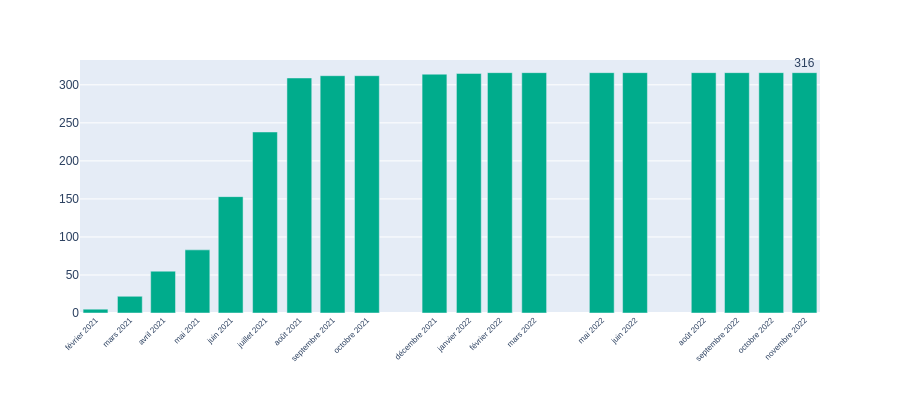 316
300
250
200
150
100
50
0
février 2021
mars 2021
avril 2021
mai 2021
juin 2021
juillet 2021
août 2021
septembre 2021
octobre 2021
décembre 2021
janvier 2022
février 2022
mars 2022
mai 2022
juin 2022
août 2022
septembre 2022
octobre 2022
novembre 2022